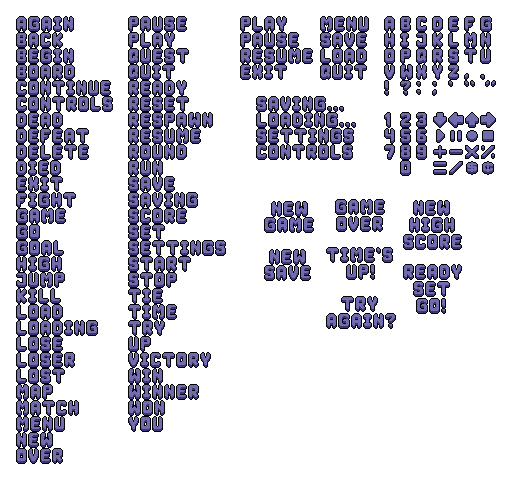 AGAIN
BACK
BEGIN
BOARD
CONTINUE
CONTROLS
DEAD
DEFEAT
DELETE
DIED
EXIT
FIGHT
GAME
GO
GOAL
HIGH
JUMP
KILL
LOAD
LOADING
LOSE
LOSER
LOST
MAP
MATCH
MENU
NEW
OVER
PAUSE
PLAY
QUEST
QUIT
READY
RESET
RESPAWN
RESUME
ROUND
RUN
SAVE
SAVING
SCORE
SET
SETTINGS
START
STOP
TIE
TIME
TRY
UP
VICTORY
WIN
WINNER
WON
YOU
PLAY
PAUSE
RESUME
EXIT
MENU
SAVE
LOAD
QUIT
SAVING...
LOADING...
SETTINGS
CONTROLS
NEW
GAME
NEW
SAVE
GAME
OVER
TIME'S
UP!
TRY
AGAIN?
NEW
HIGH
SCORE
READY
SET
GO!
A B C D E F G
H I J K L M N
O P Q R S T U
V W X Y Z
! ? : ;
1 2 3
4 5 6
7 8 9
0
+ - × %
= /